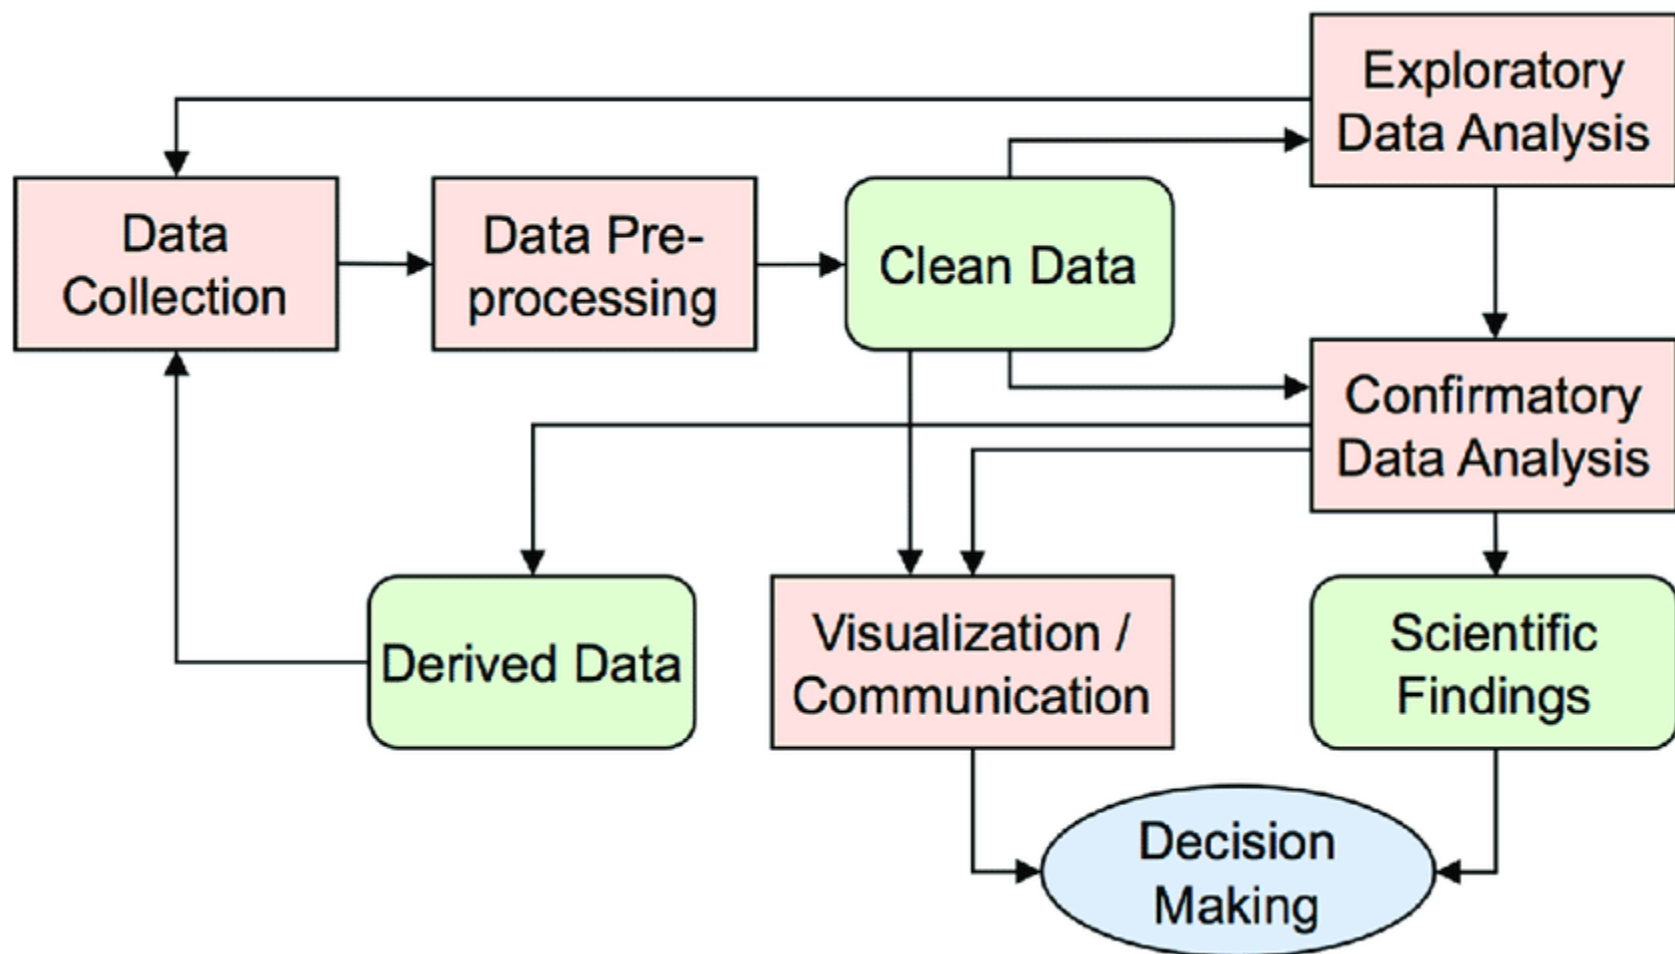 Exploratory
Data Analysis
Data
Collection
Data Pre-
processing
Clean Data
Confirmatory
Data Analysis
Derived Data
Visualization /
Communication
Scientific
Findings
Decision
Making